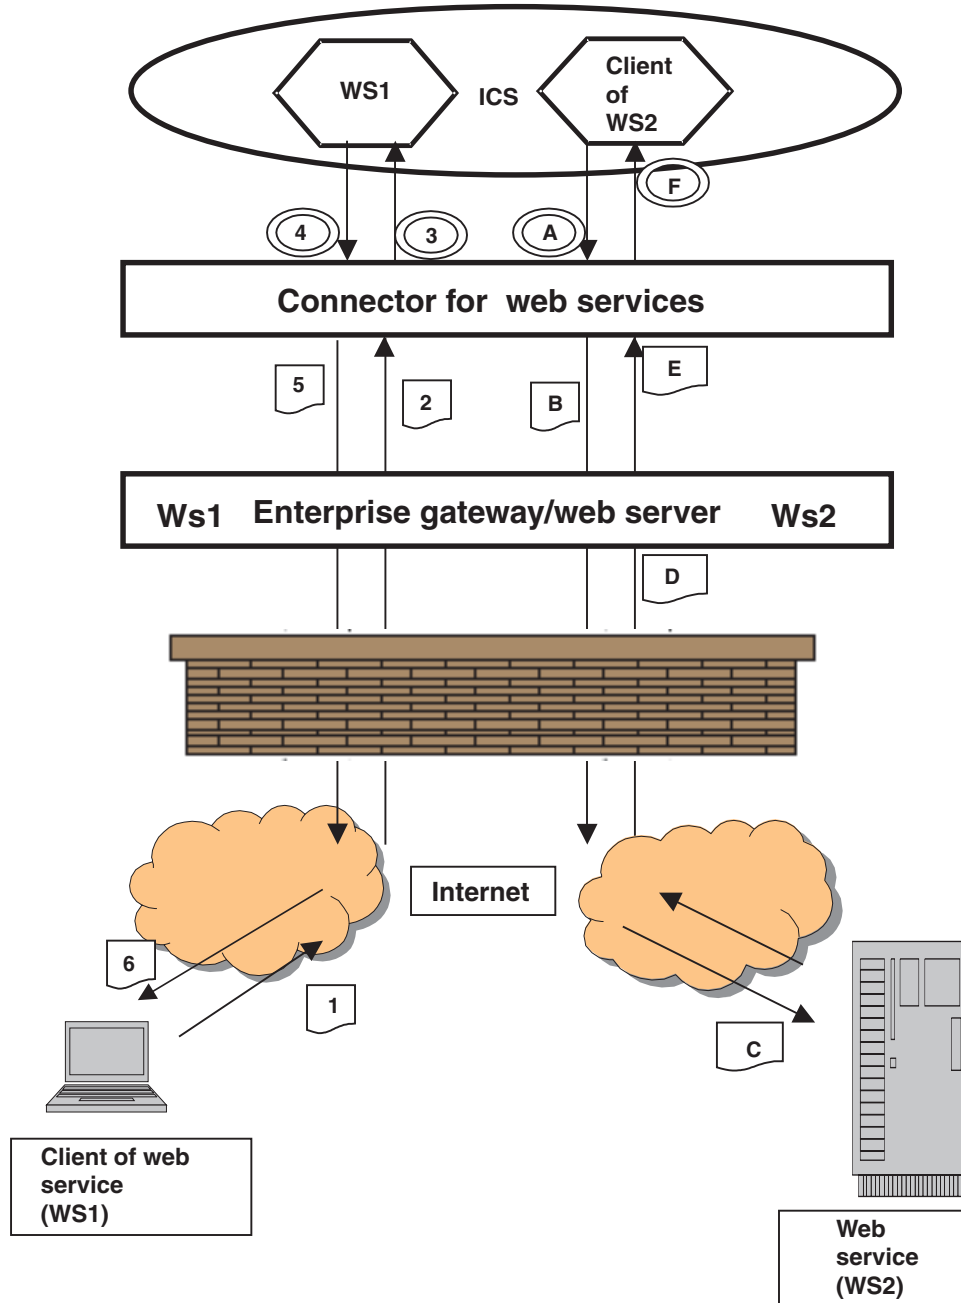 WS1
ICS
Client
of
WS2
F
4
3
A
Connector for web services
5
2
B
E
Ws1
Enterprise gateway/web server
Ws2
D
Internet
6
1
C
Client of web
service
(WS1)
Web
service
(WS2)